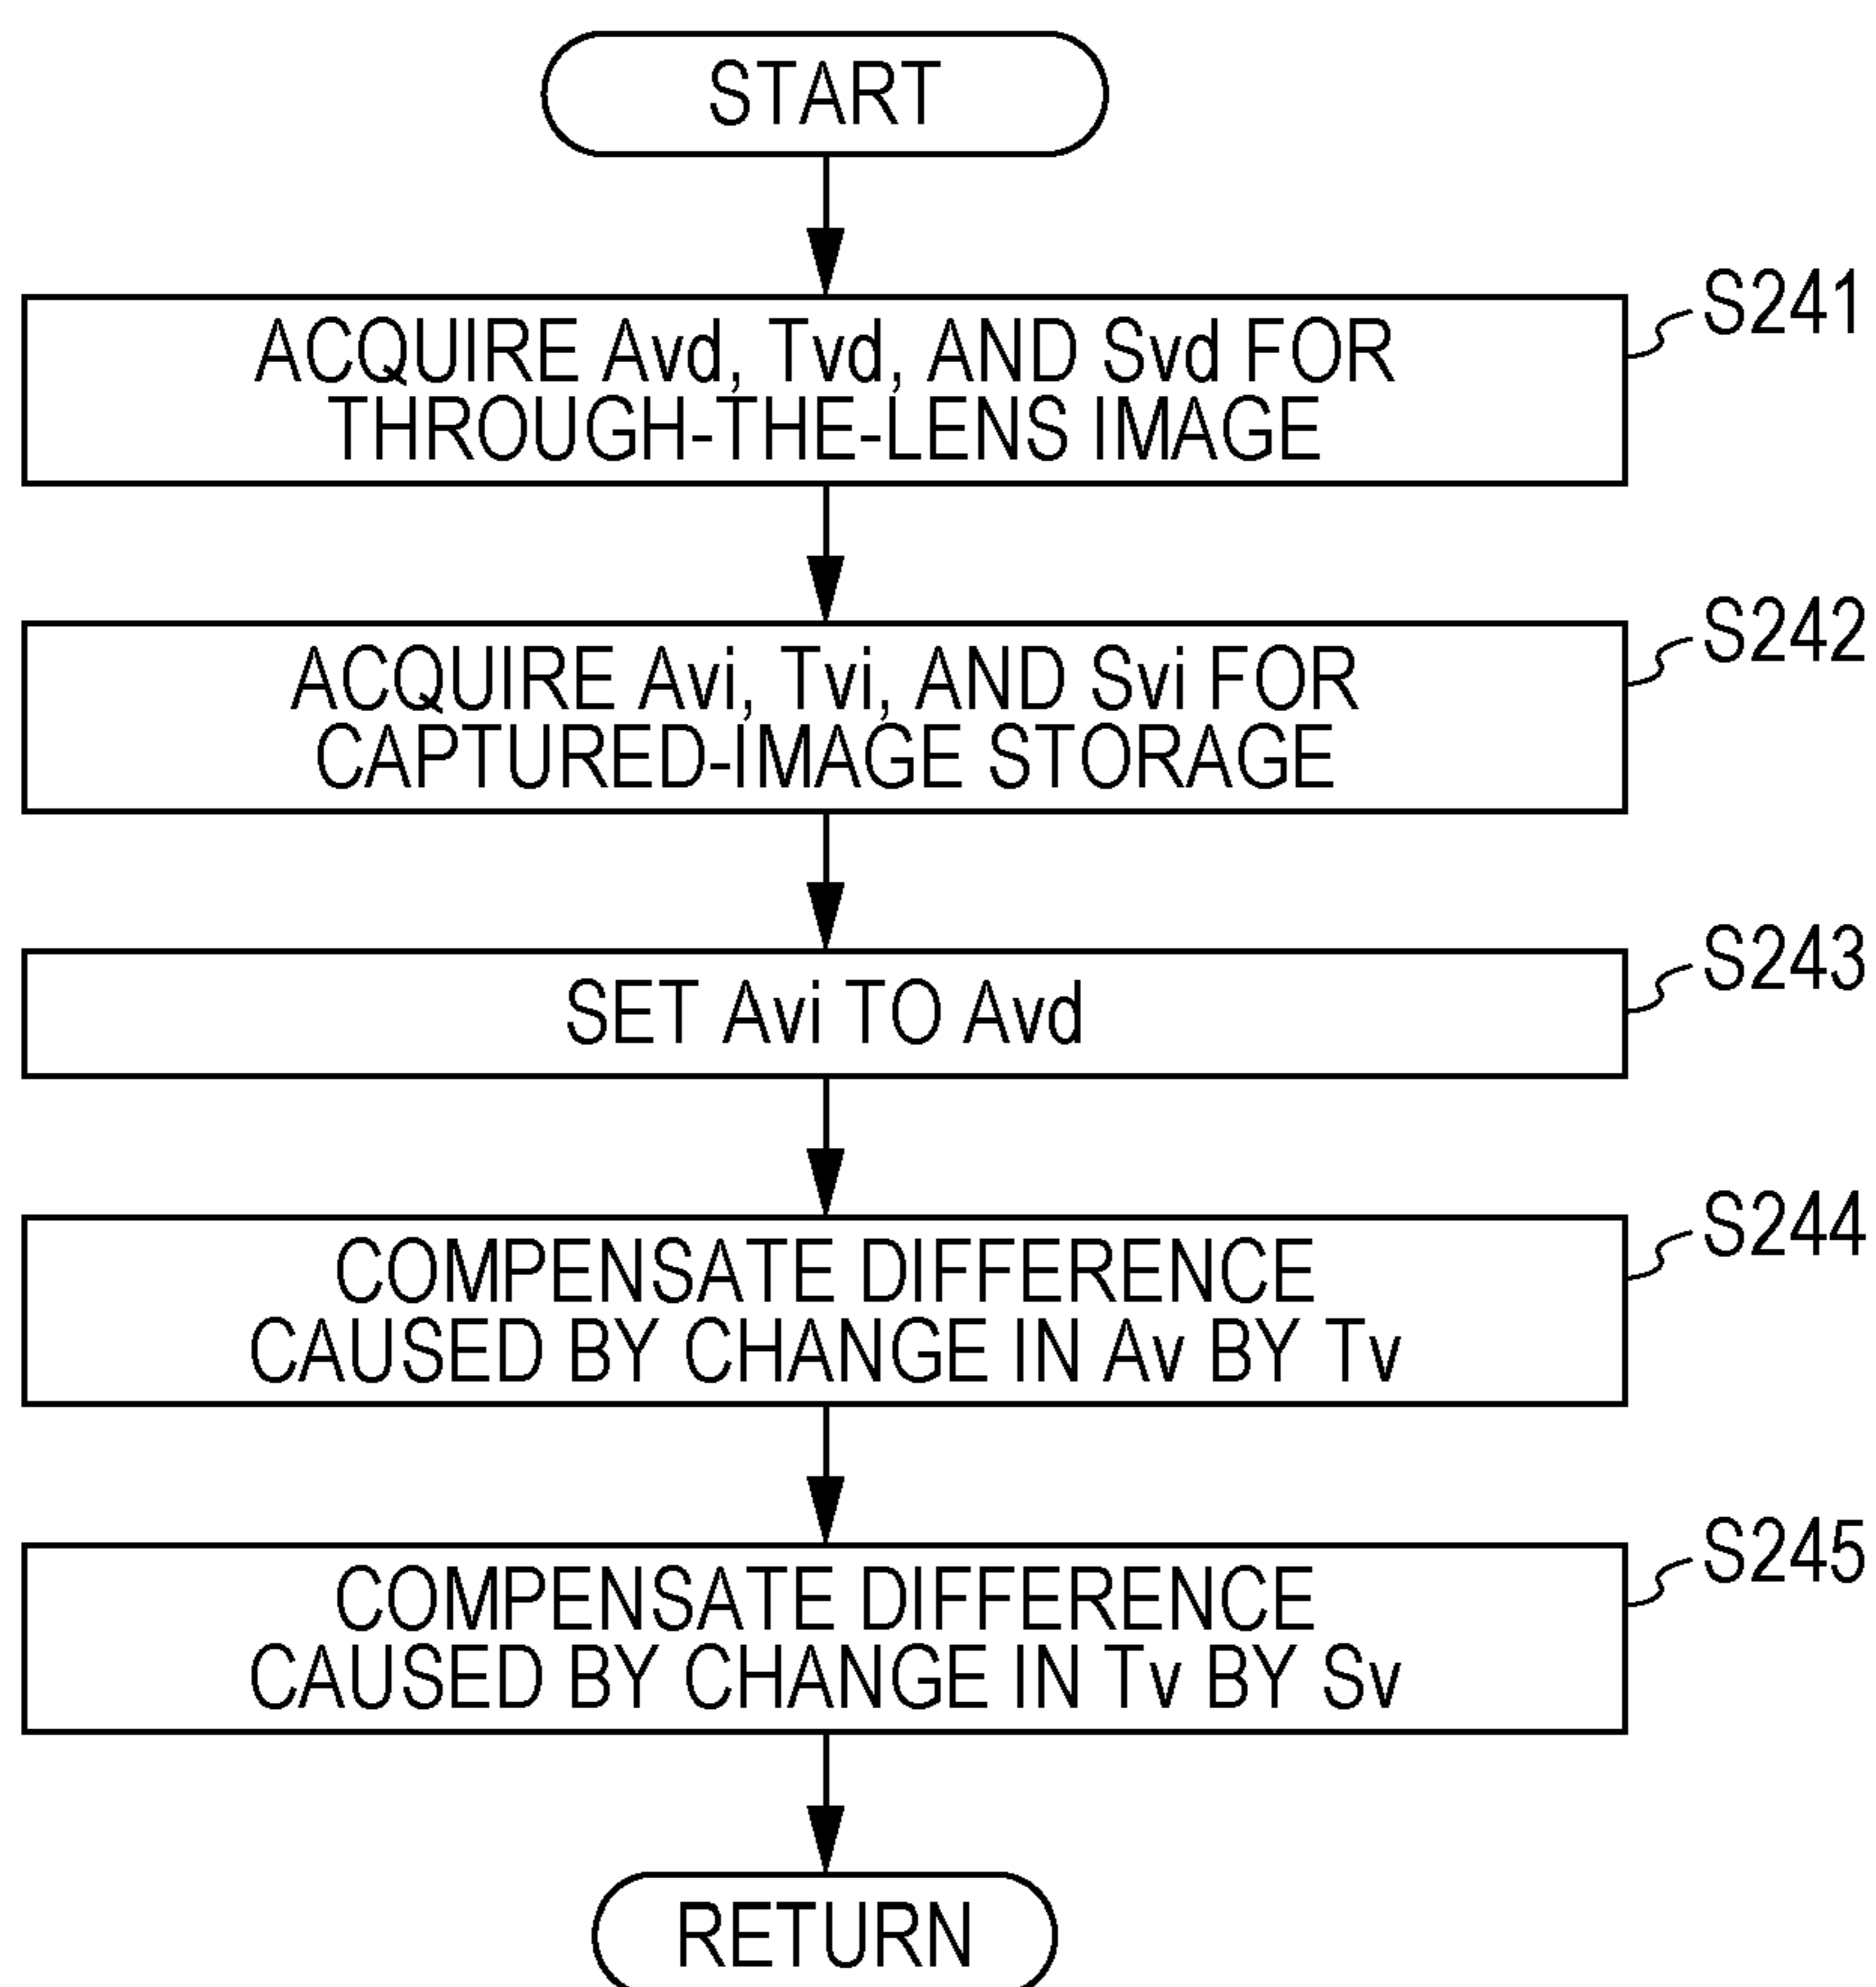 START
S241
ACQUIRE Avd, Tvd, AND Svd FOR
THROUGH-THE-LENS IMAGE
S242
ACQUIRE Avi, Tvi, AND Svi FOR
CAPTURED-IMAGE STORAGE
S243
SET Avi TO Avd
S244
COMPENSATE DIFFERENCE
CAUSED BY CHANGE IN Av BY Tv
S245
COMPENSATE DIFFERENCE
CAUSED BY CHANGE IN Tv BY Sv
RETURN